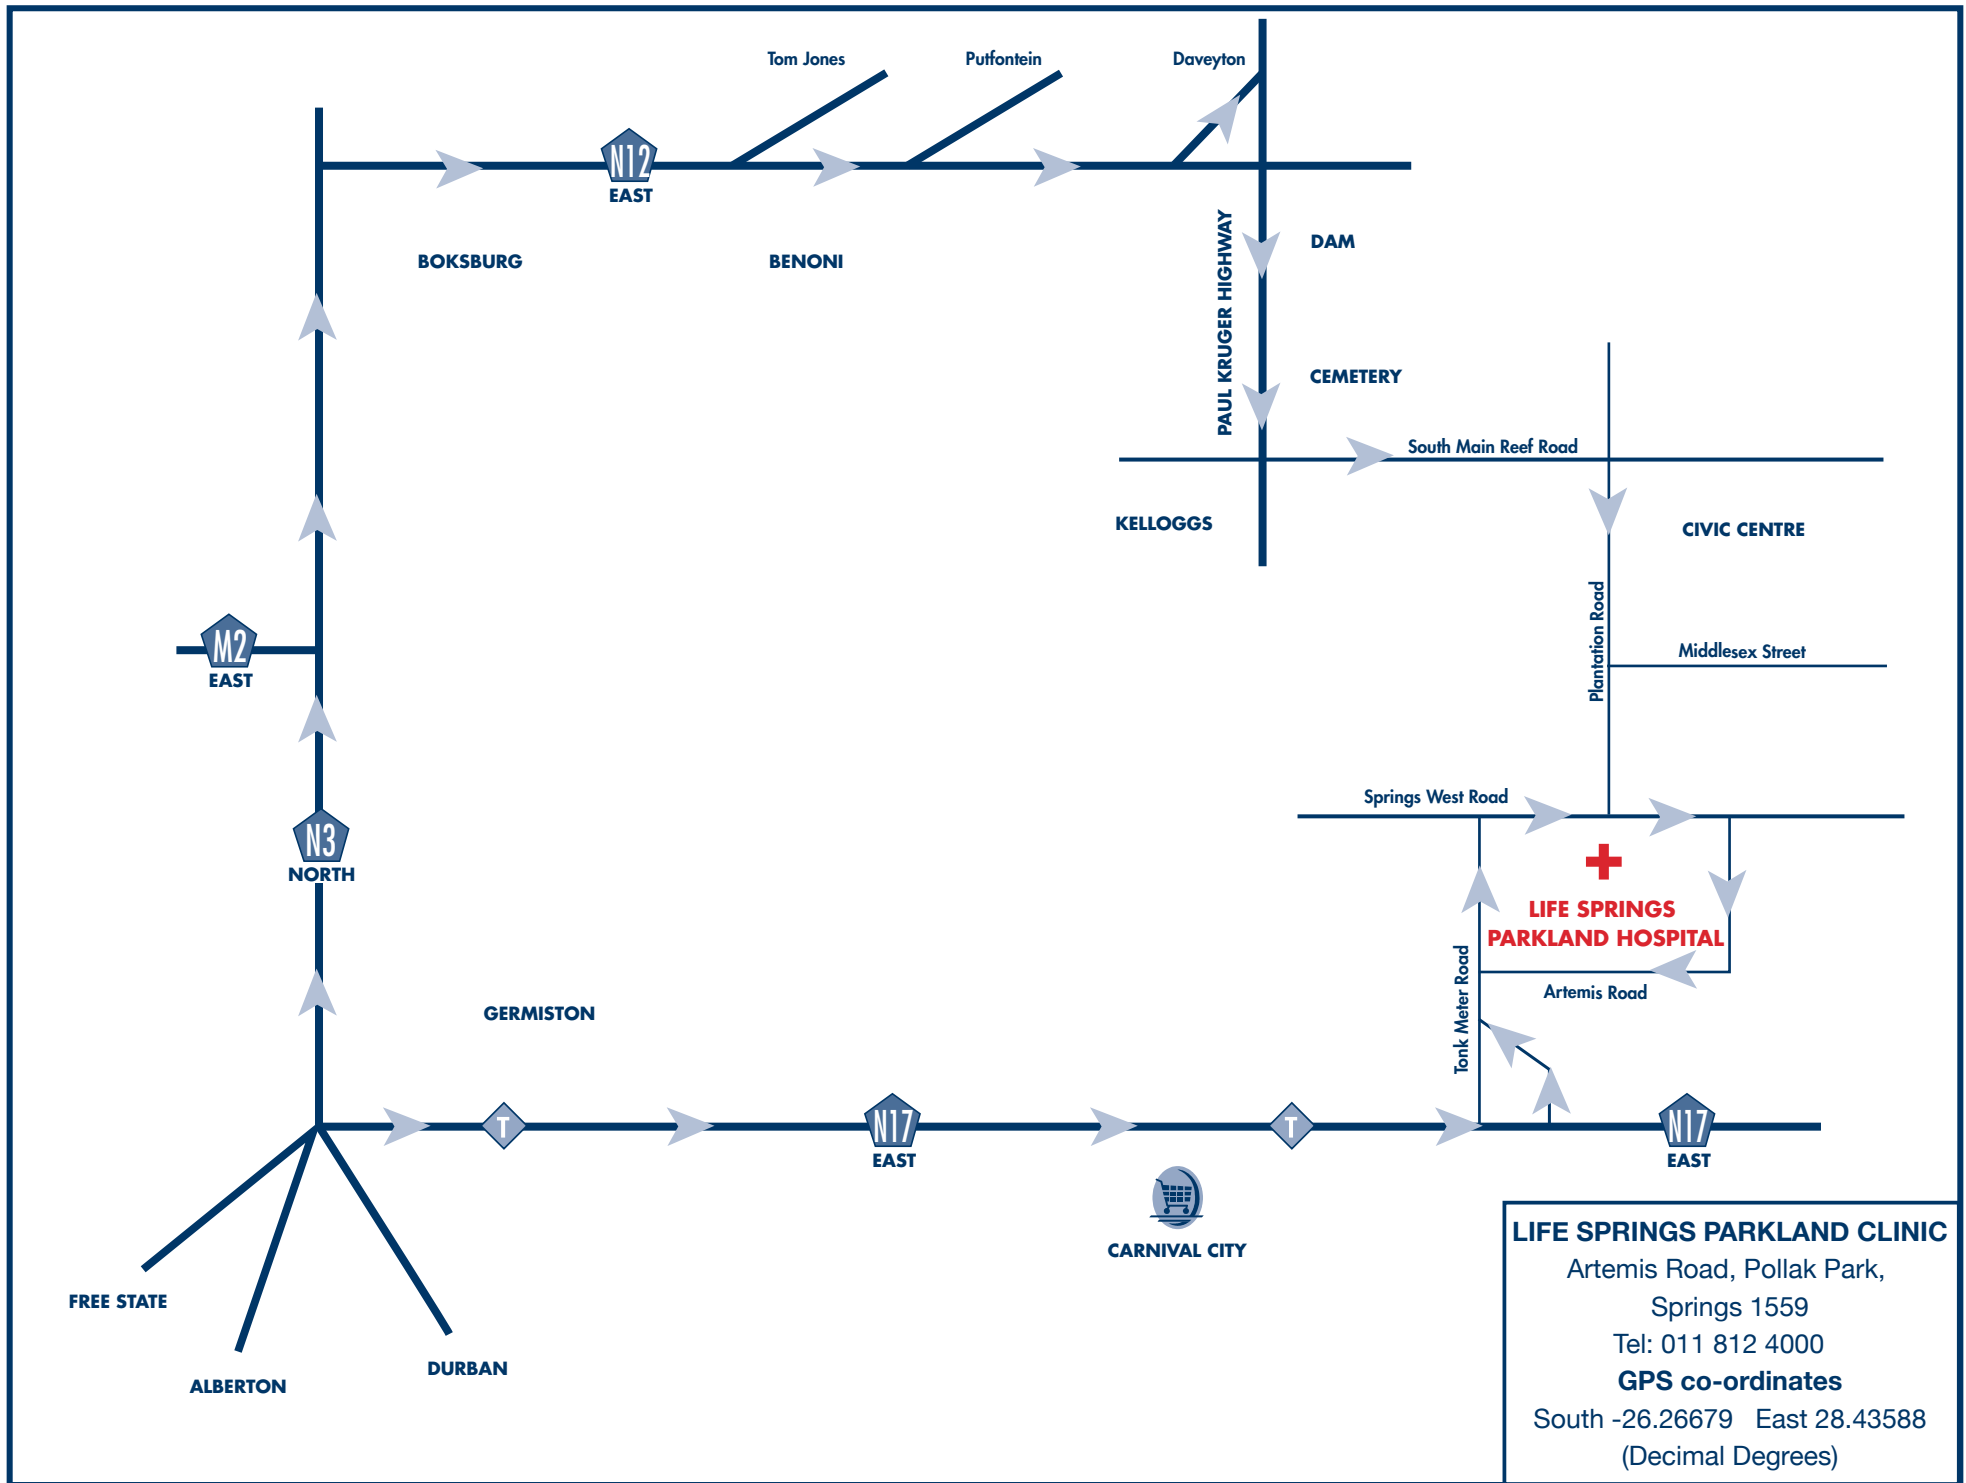 Tom Jones
Putfontein
Daveyton
N12
EAST
BOKSBURG
BENONI
PAUL KRUGER HIGHWAY
DAM
CEMETERY
South Main Reef Road
KELLOGGS
CIVIC CENTRE
Plantation Road
Middlesex Street
M2
EAST
Springs West Road
N3
NORTH
LIFE SPRINGS
PARKLAND HOSPITAL
Tonk Meter Road
Artemis Road
GERMISTON
T
N17
EAST
T
N17
EAST
CARNIVAL CITY
FREE STATE
ALBERTON
DURBAN
LIFE SPRINGS PARKLAND CLINIC
Artemis Road, Pollak Park,
Springs 1559
Tel: 011 812 4000
GPS co-ordinates
South -26.26679 East 28.43588
(Decimal Degrees)